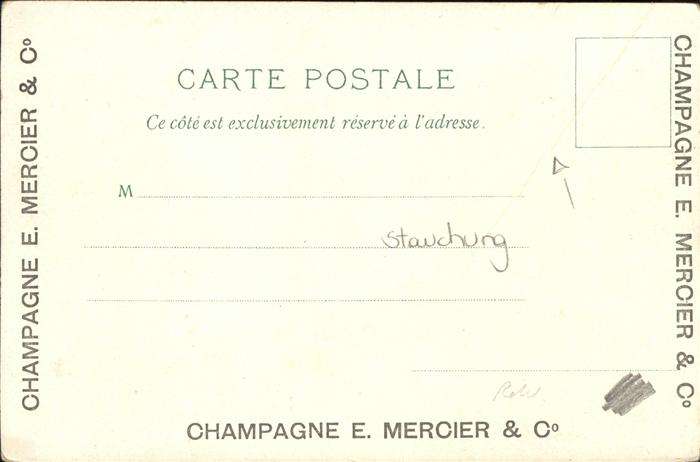 CHAMPAGNE E. MERCIER & Cº
CARTE POSTALE
Ce côté est exclusivement réservé à l'adresse.
M
Stauchung
CHAMPAGNE E. MERCIER & Cº
CHAMPAGNE E. MERCIER & Cº